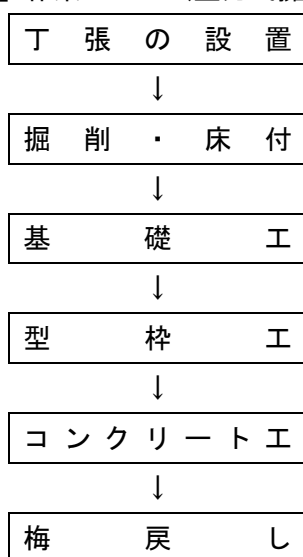 丁張の設置
↓
掘削・床付
↓
基礎工
↓
型枠工
↓
コンクリート工
↓
梅戻し